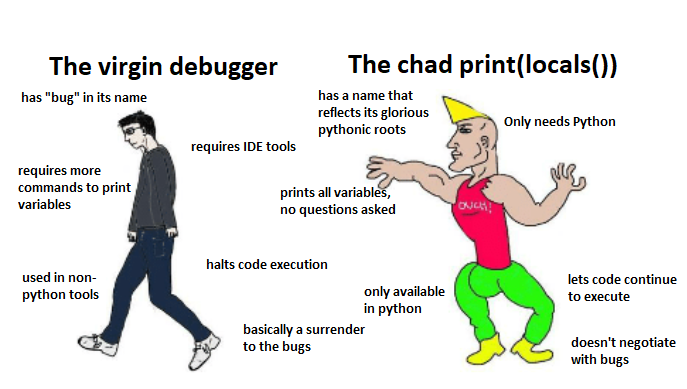 The virgin debugger
has "bug" in its name
requires IDE tools
requires more
commands to print
variables
halts code execution
used in non-
python tools
basically a surrender
to the bugs
The chad print(locals())
has a name that
reflects its glorious
pythonic roots
Only needs Python
prints all variables,
no questions asked
OUCH!
only available
in python
lets code continue
to execute
doesn't negotiate
with bugs